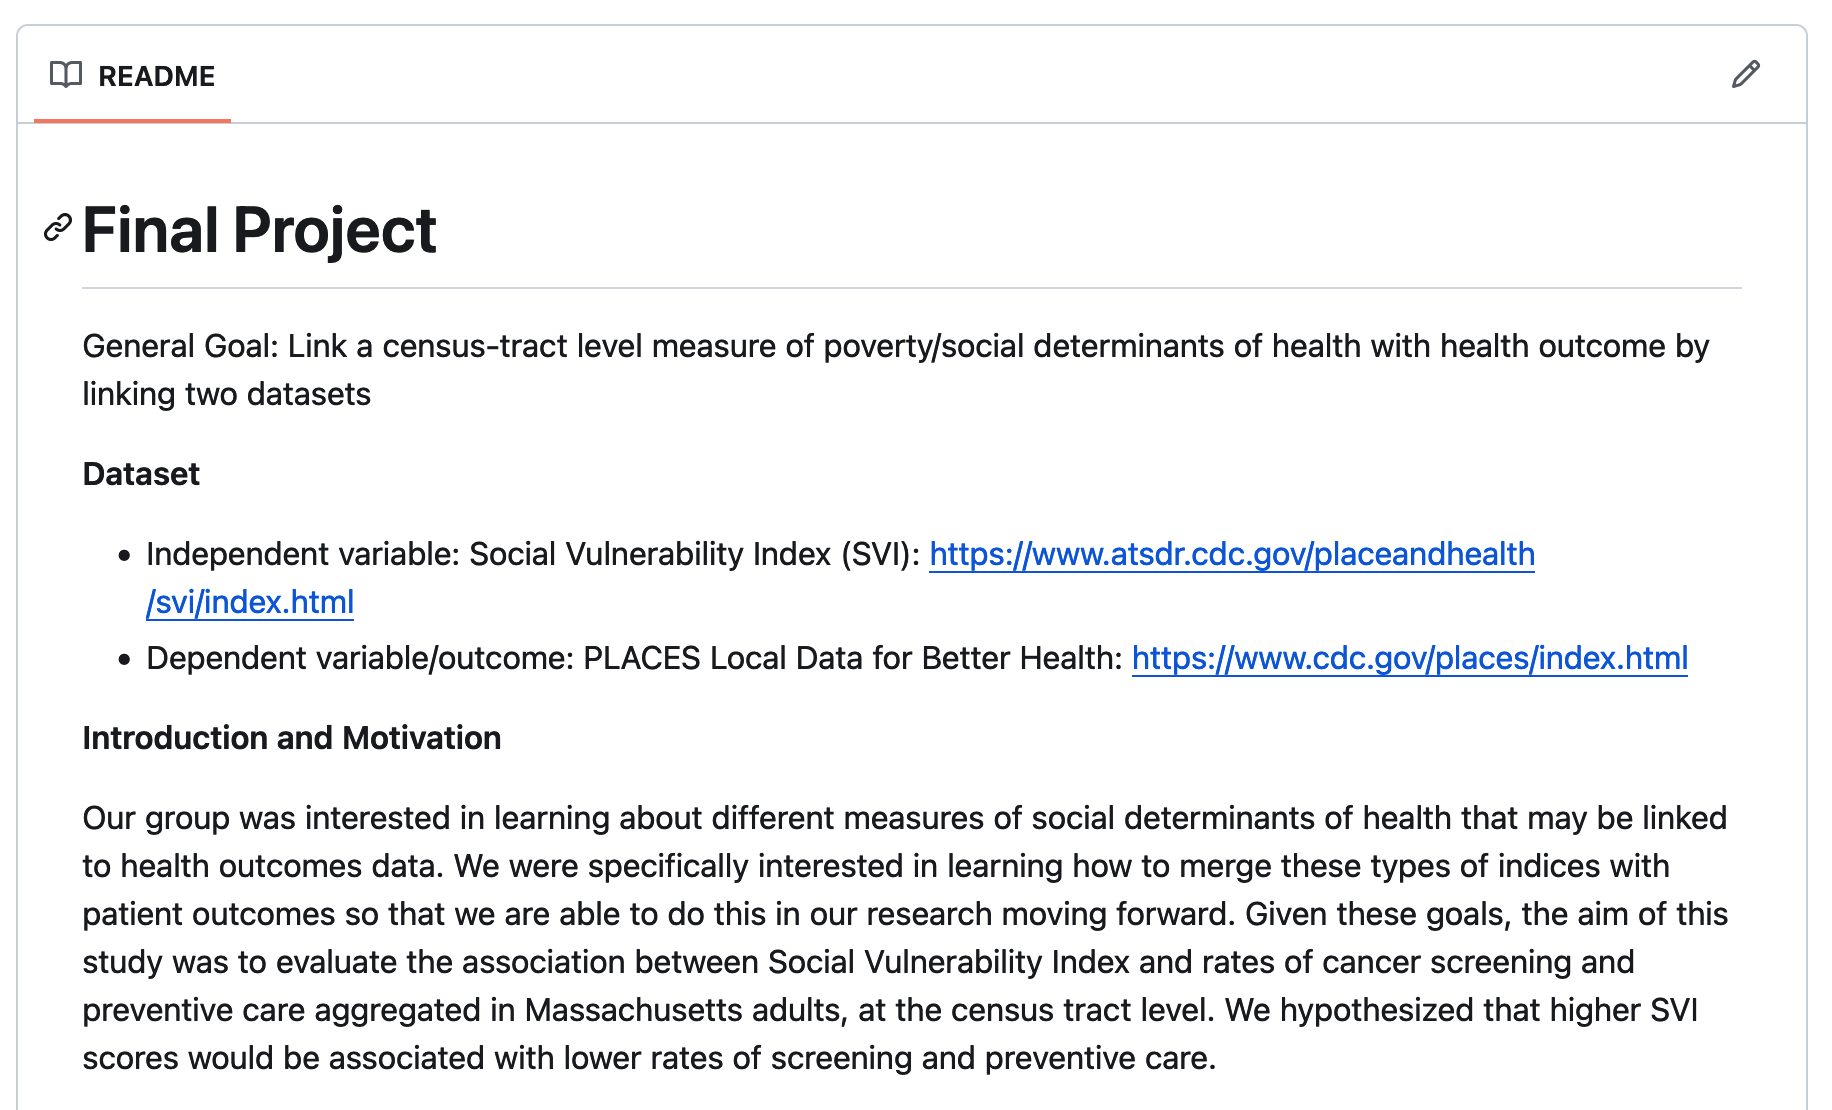 README
Final Project
General Goal: Link a census-tract level measure of poverty/social determinants of health with health outcome by
linking two datasets
Dataset
• Independent variable: Social Vulnerability Index (SVI): https://www.atsdr.cdc.gov/placeandhealth
/svi/index.html
• Dependent variable/outcome: PLACES Local Data for Better Health: https://www.cdc.gov/places/index.html
Introduction and Motivation
Our group was interested in learning about different measures of social determinants of health that may be linked
to health outcomes data. We were specifically interested in learning how to merge these types of indices with
patient outcomes so that we are able to do this in our research moving forward. Given these goals, the aim of this
study was to evaluate the association between Social Vulnerability Index and rates of cancer screening and
preventive care aggregated in Massachusetts adults, at the census tract level. We hypothesized that higher SVI
scores would be associated with lower rates of screening and preventive care.